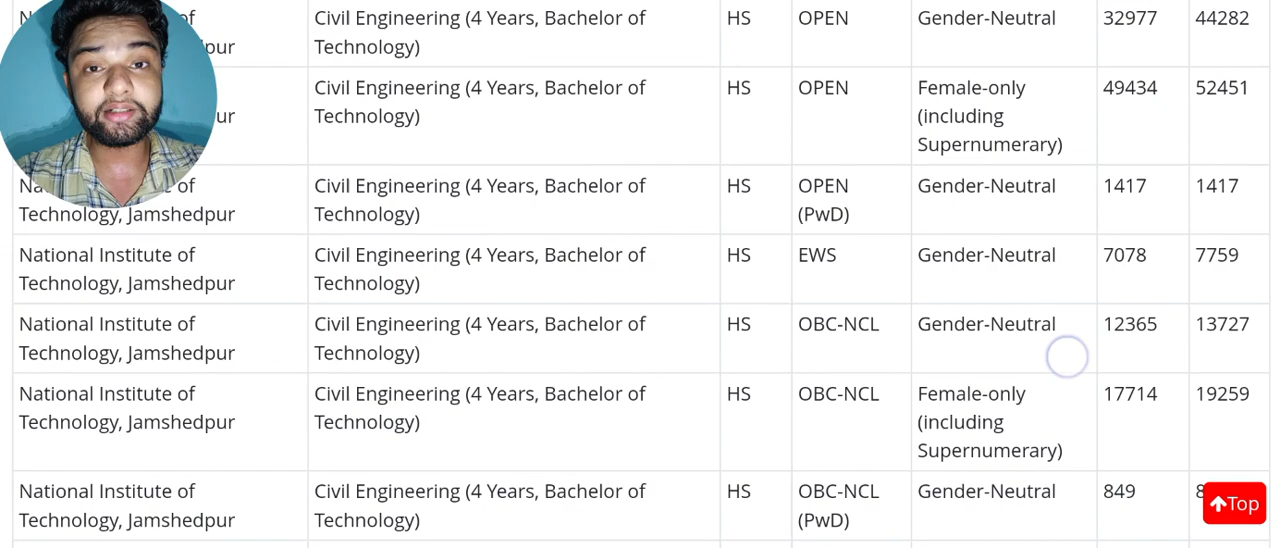 of Civil Engineering (4 Years, Bachelor of HS OPEN Gender-Neutral 32977 44282
Technology)
Civil Engineering (4 Years, Bachelor of HS OPEN Female-only 49434 52451
Technology) (including
Supernumerary)
of Civil Engineering (4 Years, Bachelor of HS OPEN Gender-Neutral 1417 1417
Technology, Jamshedpur Technology) (PwD)
National Institute of Civil Engineering (4 Years, Bachelor of HS EWS Gender-Neutral 7078 7759
Technology, Jamshedpur Technology)
National Institute of Civil Engineering (4 Years, Bachelor of HS OBC-NCL Gender-Neutral 12365 13727
Technology, Jamshedpur Technology)
National Institute of Civil Engineering (4 Years, Bachelor of HS OBC-NCL Female-only 17714 19259
Technology, Jamshedpur Technology) (including
Supernumerary)
National Institute of Civil Engineering (4 Years, Bachelor of HS OBC-NCL Gender-Neutral 849
Technology, Jamshedpur Technology) (PwD)
Top